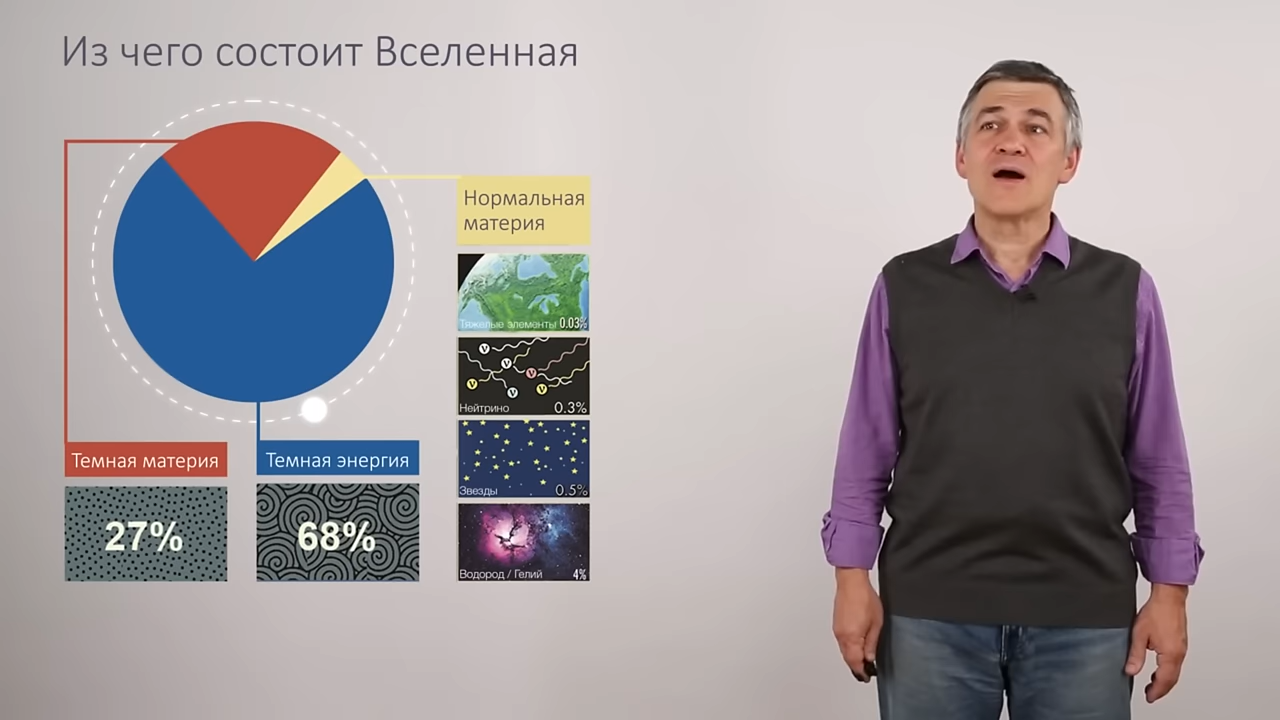 Из чего состоит Вселенная
Нормальная
материя
Тяжелые элементы 0.03%
Нейтрино 0.3%
Звезды 0.5%
Водород / Гелий 4%
Темная материя
27%
Темная энергия
68%